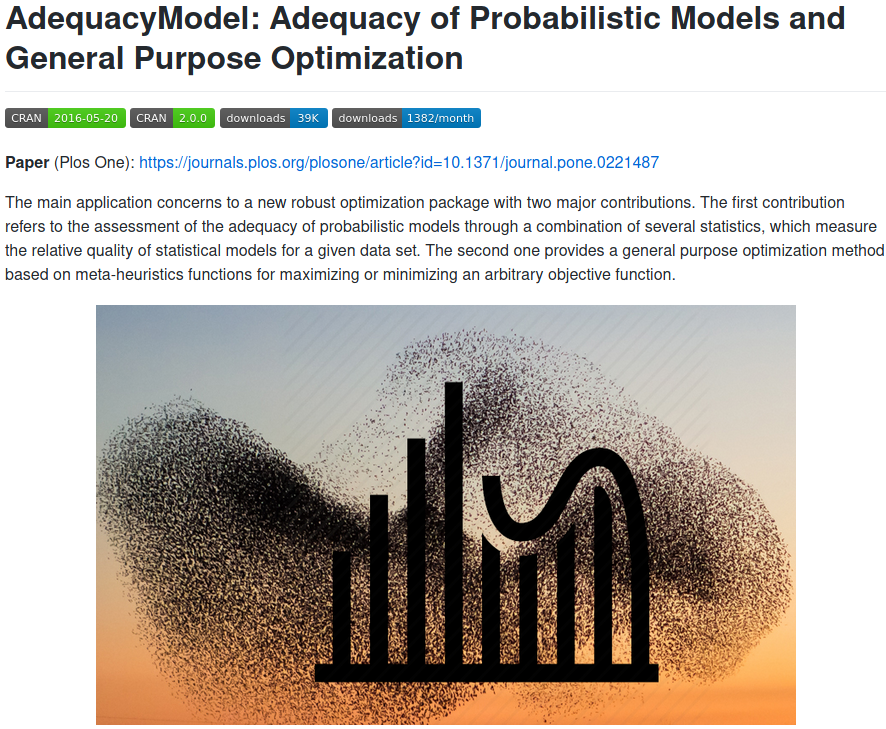 AdequacyModel: Adequacy of Probabilistic Models and
General Purpose Optimization
CRAN 2016-05-20 CRAN 2.0.0 downloads 39K downloads 1382/month
Paper (Plos One): https://journals.plos.org/plosone/article?id=10.1371/journal.pone.0221487
The main application concerns to a new robust optimization package with two major contributions. The first contribution
refers to the assessment of the adequacy of probabilistic models through a combination of several statistics, which measure
the relative quality of statistical models for a given data set. The second one provides a general purpose optimization method
based on meta-heuristics functions for maximizing or minimizing an arbitrary objective function.